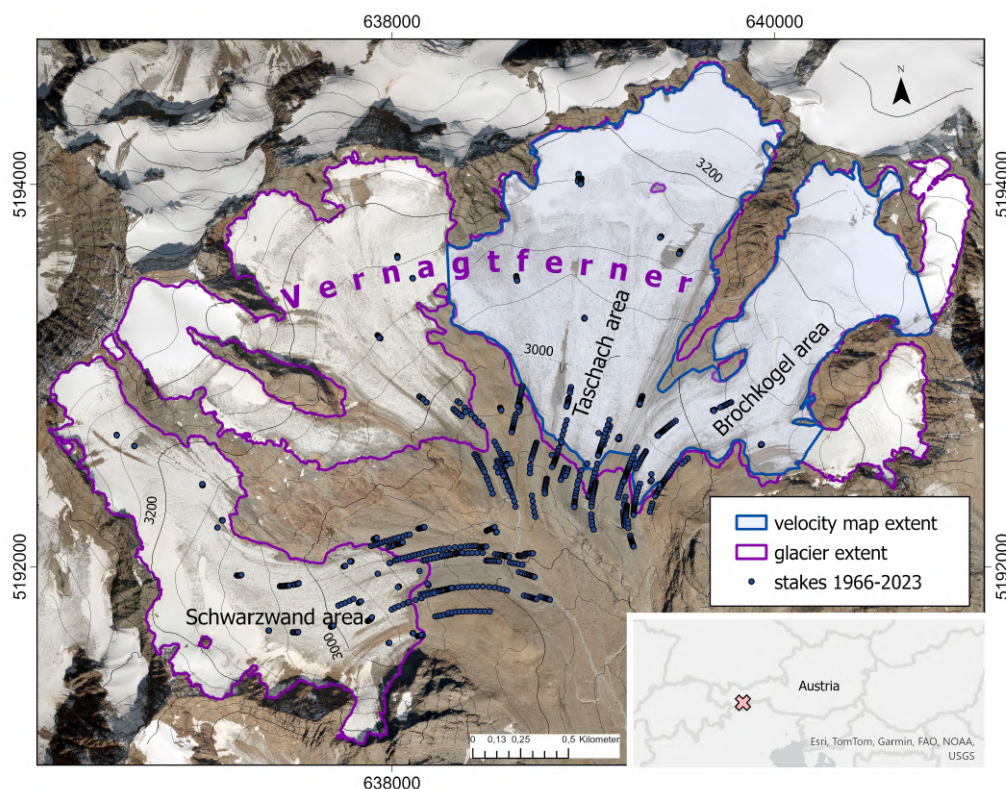 638000
640000
N
5194000
5194000
3200
Vernagtferner
3000
Taschach area
Brochkogel area
3200
5192000
5192000
Schwarzwand area
3000
velocity map extent
glacier extent
stakes 1966-2023
0 0,13 0,25 0,5 Kilometer
Austria
Esri, TomTom, Garmin, FAO, NOAA,
USGS
638000